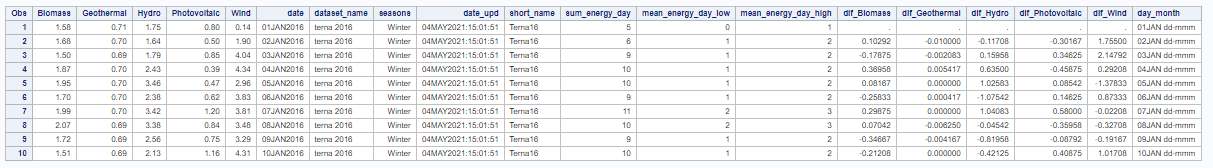 Obs Biomass Geothermal Hydro Photovoltaic Wind date dataset_name seasons date_upd short_name sum_energy_day mean_energy_day_low mean_energy_day_high dif_Biomass dif_Geothermal dif_Hydro dif_Photovoltaic dif_Wind day_month
1 1.58 0.71 1.75 0.60 0.14 01JAN2016 terna 2016 Winter 04MAY2021:15:01:51 Terna16 5 0 1 . . . . . 01JAN dd-mmm
2 1.68 0.70 1.64 0.50 1.90 02JAN2016 terna 2016 Winter 04MAY2021:15:01:51 Terna16 6 1 2 0.10292 -0.010000 -0.11708 -0.30167 1.75500 02JAN dd-mmm
3 1.50 0.69 1.79 0.85 4.04 03JAN2016 terna 2016 Winter 04MAY2021:15:01:51 Terna16 9 1 2 -0.17875 -0.002083 0.15958 0.34625 2.14792 03JAN dd-mmm
4 1.87 0.70 2.43 0.39 4.34 04JAN2016 terna 2016 Winter 04MAY2021:15:01:51 Terna16 10 1 2 0.36958 0.005417 0.63500 -0.45875 0.29208 04JAN dd-mmm
5 1.95 0.70 3.46 0.47 2.96 05JAN2016 terna 2016 Winter 04MAY2021:15:01:51 Terna16 10 1 2 0.08167 0.000000 1.02583 0.08542 -1.37833 05JAN dd-mmm
6 1.70 0.70 2.38 0.62 3.83 06JAN2016 terna 2016 Winter 04MAY2021:15:01:51 Terna16 9 1 2 -0.25833 0.000417 -1.07542 0.14625 0.87333 06JAN dd-mmm
7 1.99 0.70 3.42 1.20 3.81 07JAN2016 terna 2016 Winter 04MAY2021:15:01:51 Terna16 11 2 3 0.29875 0.000000 1.04083 0.58000 -0.02208 07JAN dd-mmm
8 2.07 0.69 3.38 0.84 3.48 08JAN2016 terna 2016 Winter 04MAY2021:15:01:51 Terna16 10 2 3 0.07042 -0.006250 -0.04542 -0.35958 -0.32708 08JAN dd-mmm
9 1.72 0.69 2.56 0.75 3.29 09JAN2016 terna 2016 Winter 04MAY2021:15:01:51 Terna16 9 1 2 -0.34667 -0.004167 -0.81958 -0.08792 -0.19167 09JAN dd-mmm
10 1.51 0.69 2.13 1.16 4.31 10JAN2016 terna 2016 Winter 04MAY2021:15:01:51 Terna16 10 1 2 -0.21208 0.000000 -0.42125 0.40875 1.01708 10JAN dd-mmm